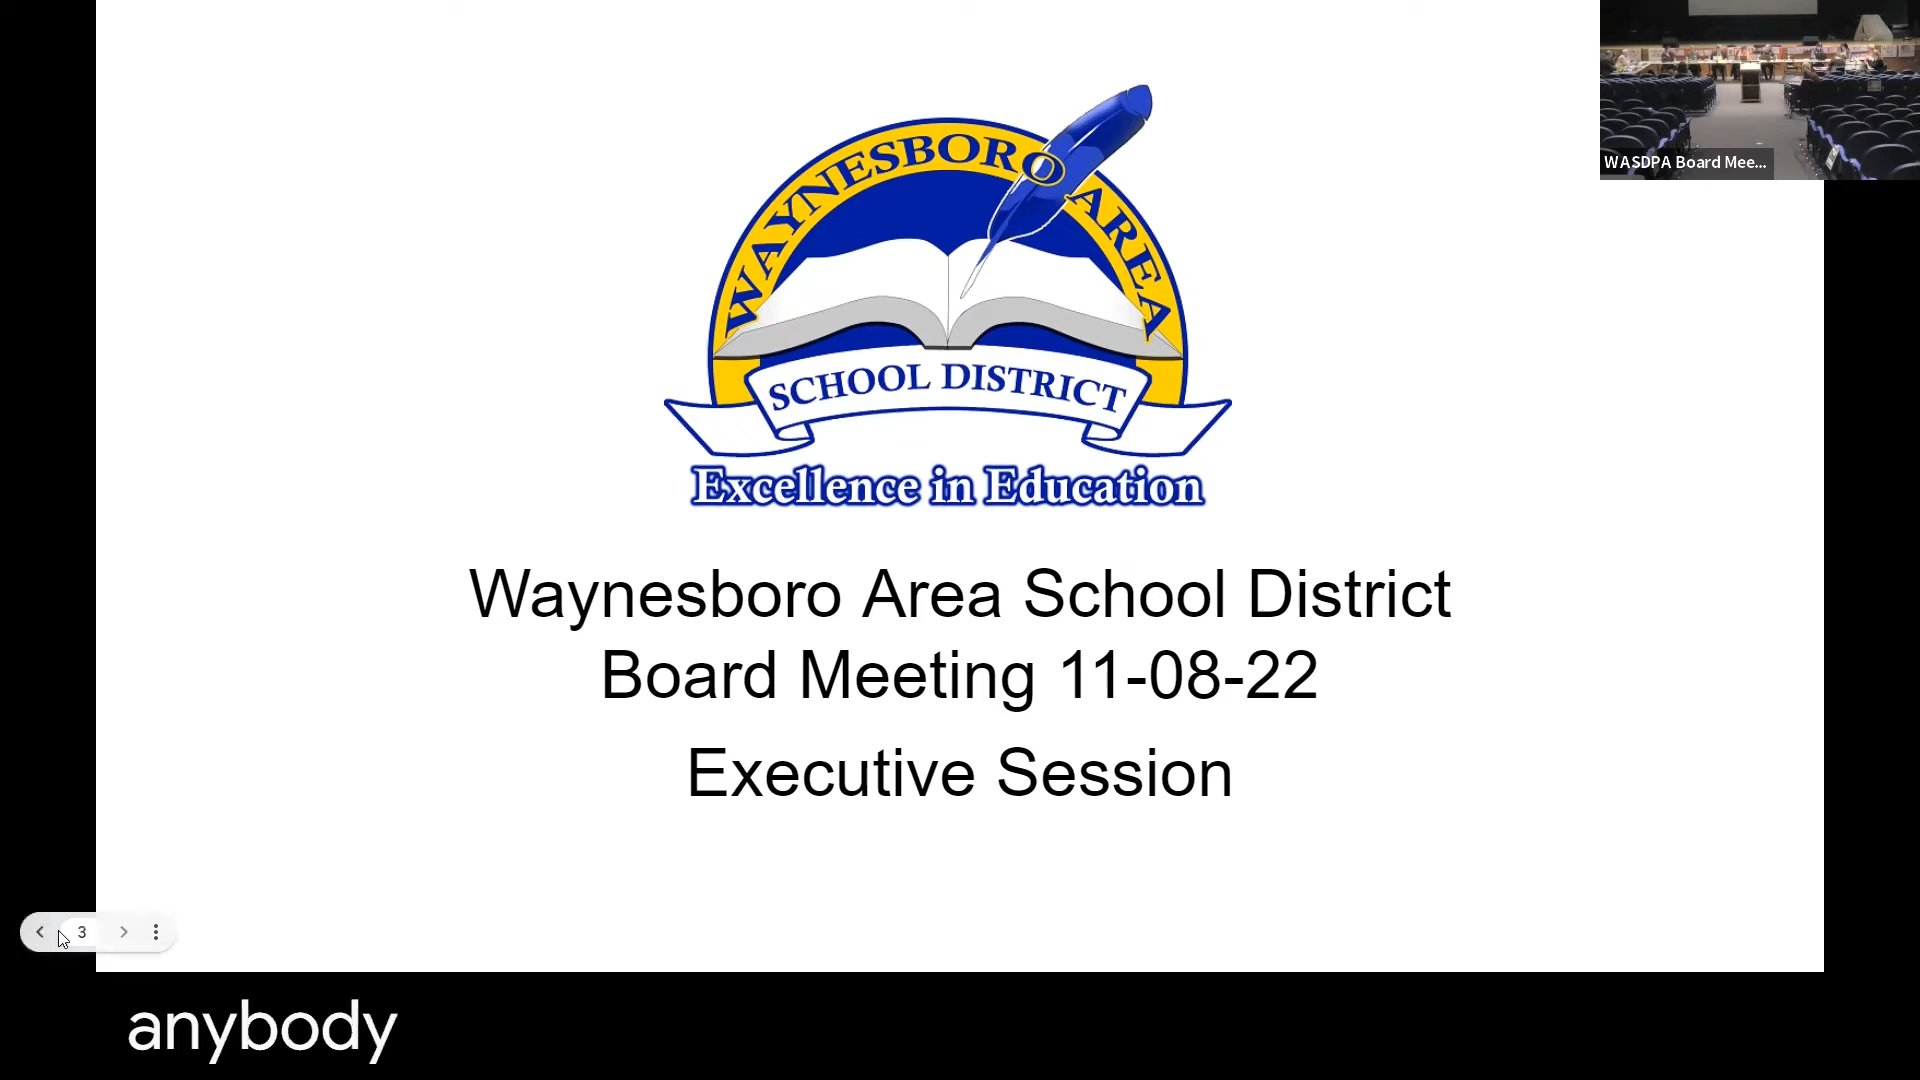 WAYNESBORO AREA
SCHOOL DISTRICT
Excellence in Education
Waynesboro Area School District
Board Meeting 11-08-22
Executive Session
WASDPA Board Mee...
3
anybody